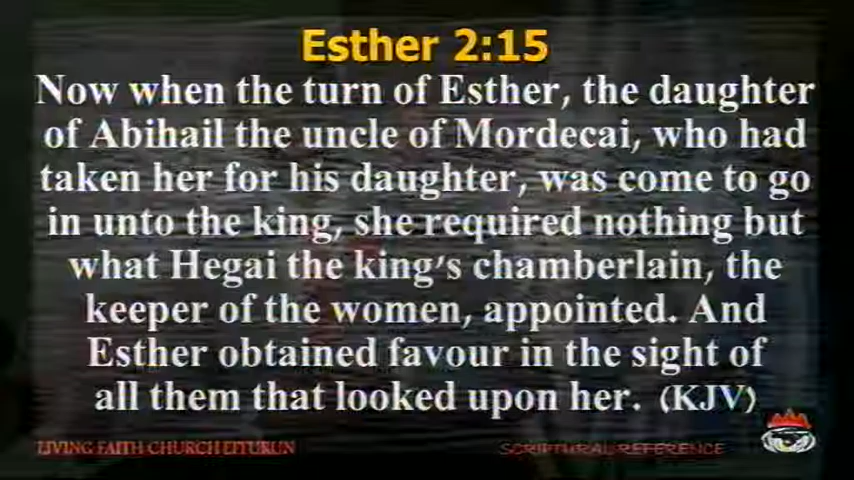 Esther 2:15
Now when the turn of Esther, the daughter
of Abihail the uncle of Mordecai, who had
taken her for his daughter, was come to go
in unto the king, she required nothing but
what Hegai the king's chamberlain, the
keeper of the women, appointed. And
Esther obtained favour in the sight of
all them that looked upon her. (KJV)
LIVING FAITH CHURCH EITURUN
SCRIPTURAL REFERENCE